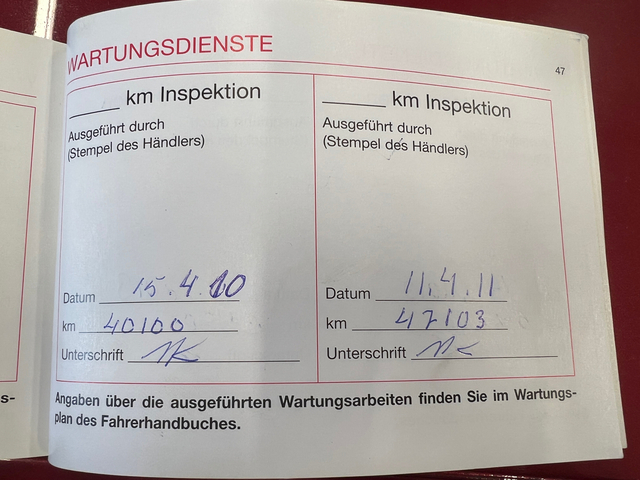 WARTUNGSDIENSTE
47
km Inspektion
Ausgeführt durch
(Stempel des Händlers)
Datum 15.4.10
km 40100
Unterschrift
km Inspektion
Ausgeführt durch
(Stempel des Händlers)
Datum 11.4.11
km 47103
Unterschrift
Angaben über die ausgeführten Wartungsarbeiten finden Sie im Wartungs-
plan des Fahrerhandbuches.
s-